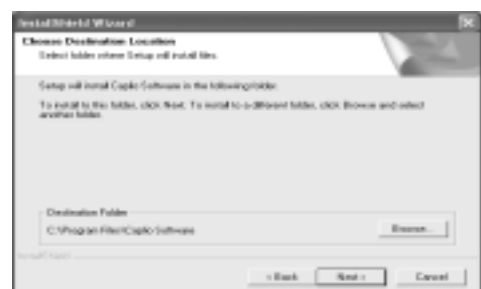 InstallShield Wizard
Choose Destination Location
Select folder where Setup will install files.
Setup will install Caplio Software in the following folder.
To install to this folder, click Next. To install to a different folder, click Browse and select
another folder.
Destination Folder
C:\Program Files\Caplio Software
Browse...
InstallShield
< Back
Next >
Cancel